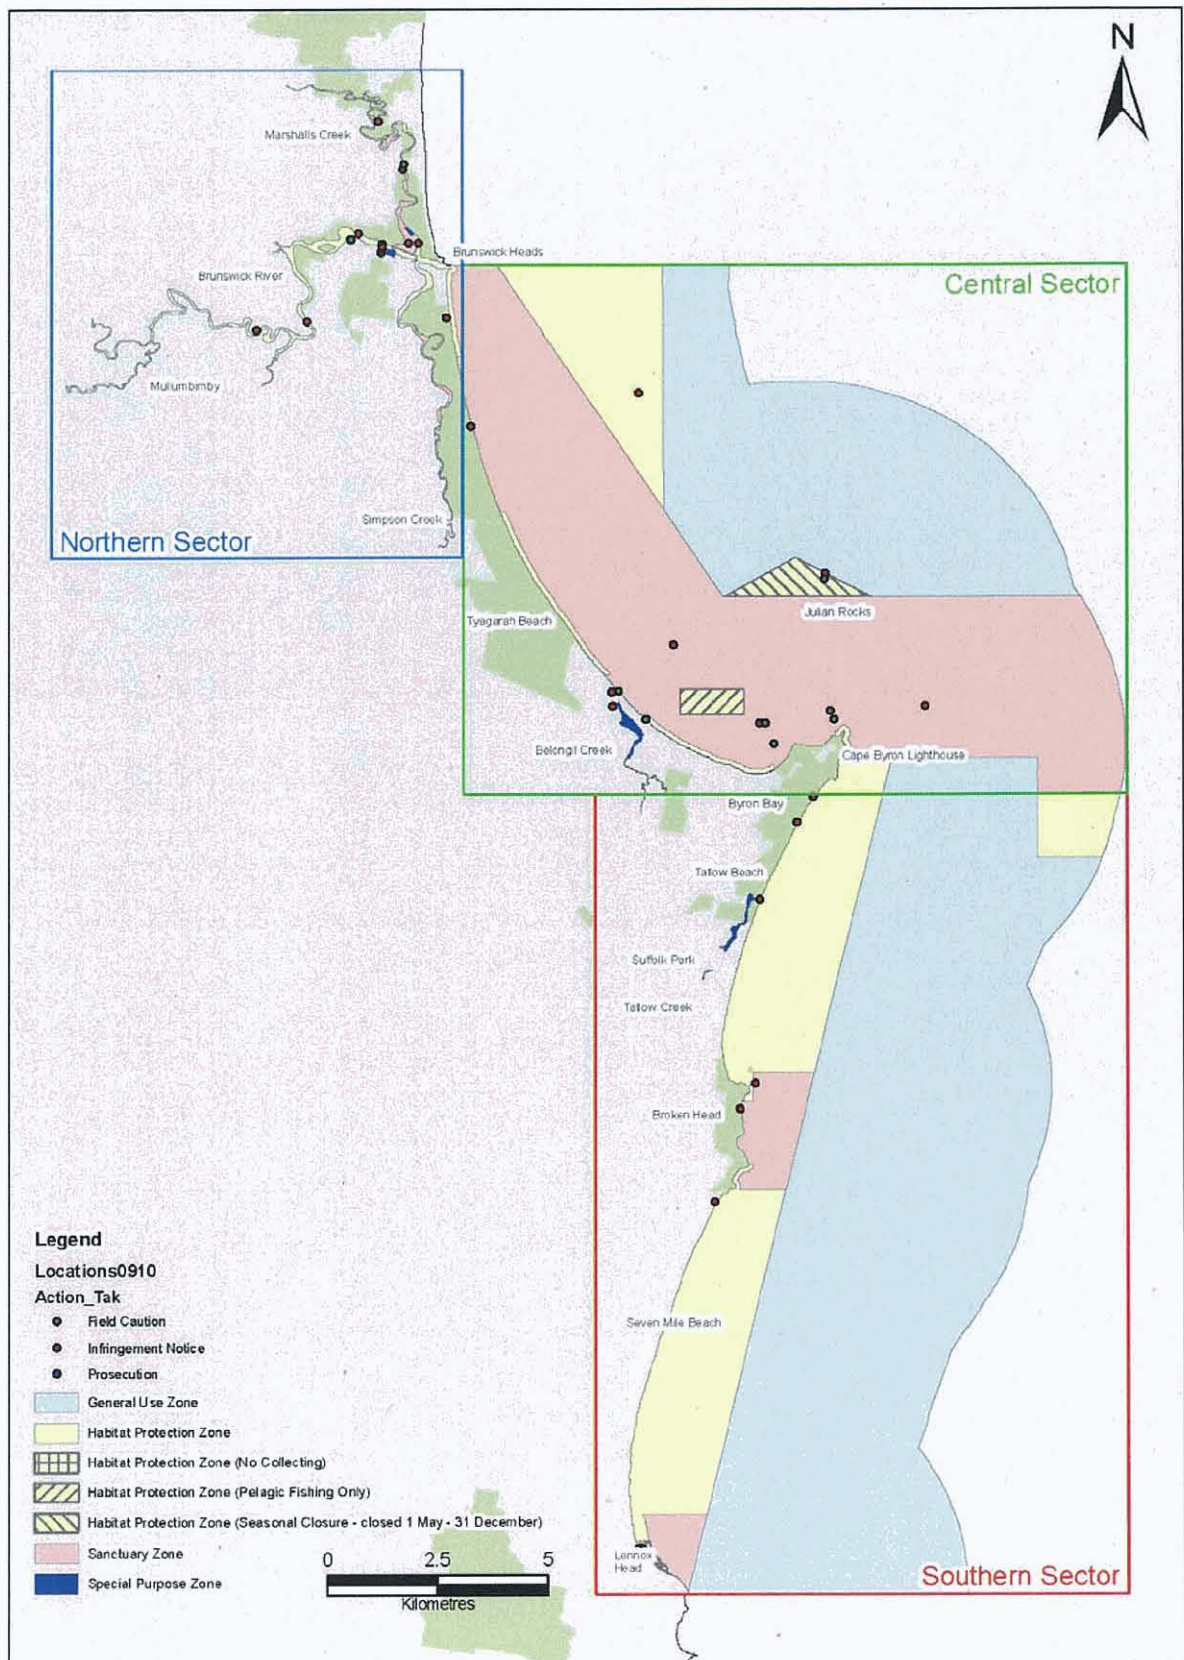 N
Marshalls Creek
Brunswick Heads
Brunswick River
Central Sector
Mullumbimby
Simpson Creek
Northern Sector
Julian Rocks
Tyagarah Beach
Belongil Creek
Cape Byron Lighthouse
Byron Bay
Tallow Beach
Suffolk Park
Tallow Creek
Broken Head
Seven Mile Beach
Lennox
Head
Southern Sector
Legend
Locations0910
Action_Tak
Field Caution
Infringement Notice
Prosecution
General Use Zone
Habitat Protection Zone
Habitat Protection Zone (No Collecting)
Habitat Protection Zone (Pelagic Fishing Only)
Habitat Protection Zone (Seasonal Closure - closed 1 May - 31 December)
Sanctuary Zone
Special Purpose Zone
0 2.5 5
Kilometres